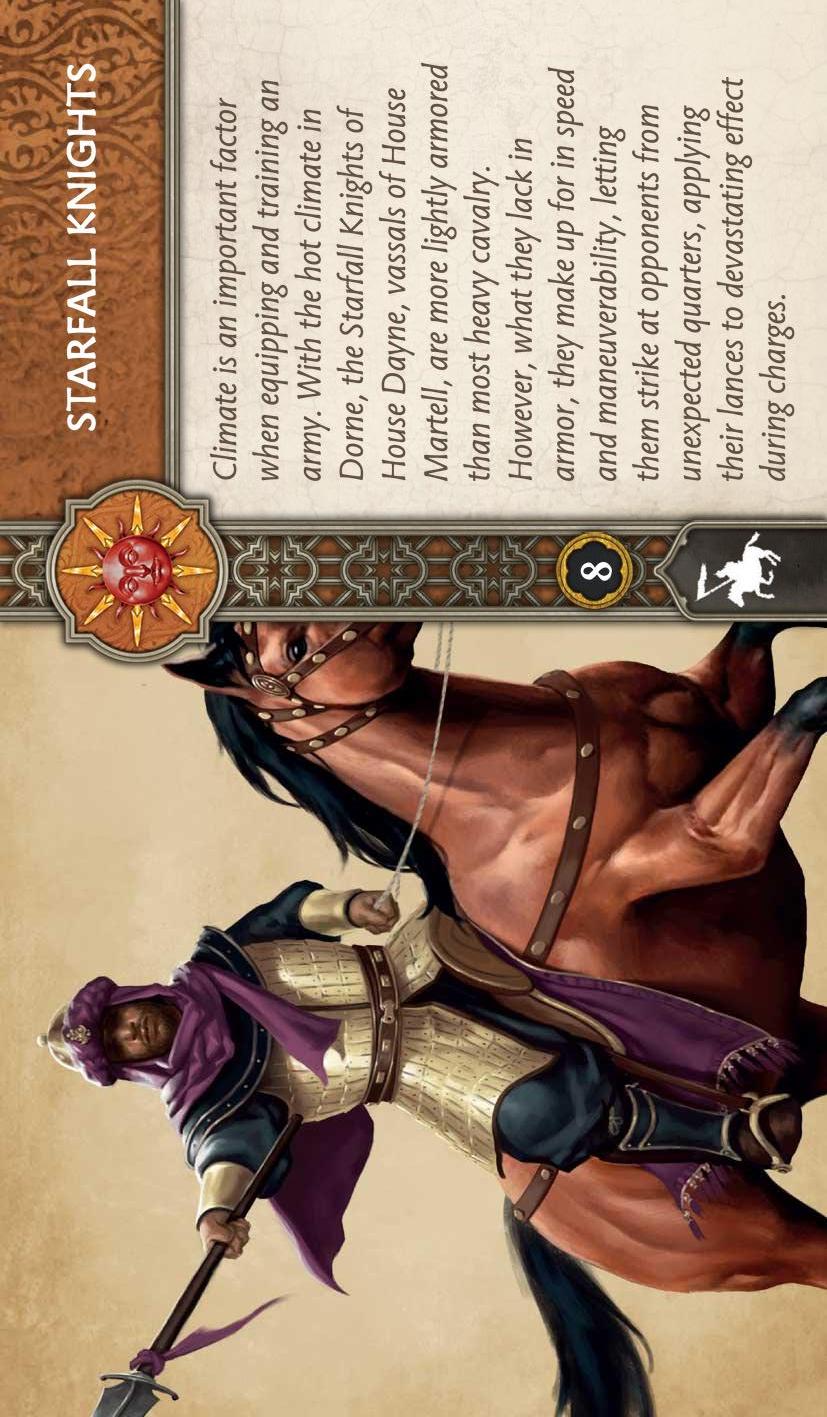 STARFALL KNIGHTS
Climate is an important factor
when equipping and training an
army. With the hot climate in
Dorne, the Starfall Knights of
House Dayne, vassals of House
Martell, are more lightly armored
than most heavy cavalry.
However, what they lack in
armor, they make up for in speed
and maneuverability, letting
them strike at opponents from
unexpected quarters, applying
their lances to devastating effect
during charges.
8